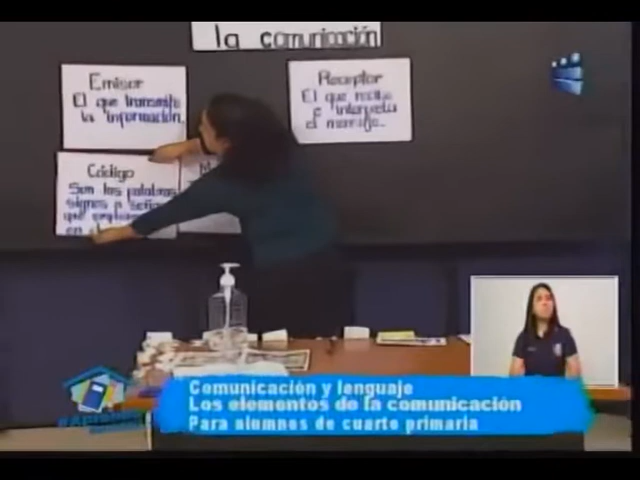 la comunicación
Emisor
El que transmite
la información.
Receptor
El que recibe
e interpreta
el mensaje.
Código
Son las palabras
signos o señas
que
en
Comunicación y lenguaje
Los elementos de la comunicación
Para alumnos de cuarto primaria